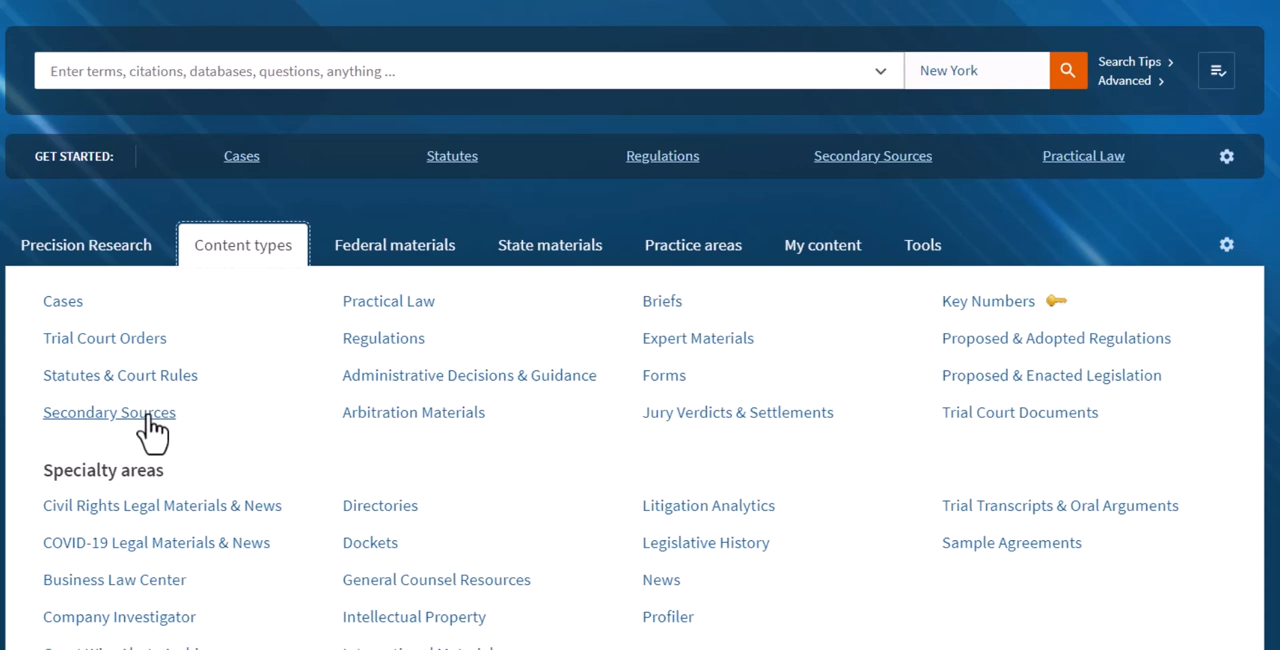 Enter terms, citations, databases, questions, anything ...
New York
Search Tips
Advanced
GET STARTED:
Cases
Statutes
Regulations
Secondary Sources
Practical Law
Precision Research
Content types
Federal materials
State materials
Practice areas
My content
Tools
Cases
Practical Law
Briefs
Key Numbers
Trial Court Orders
Regulations
Expert Materials
Proposed & Adopted Regulations
Statutes & Court Rules
Administrative Decisions & Guidance
Forms
Proposed & Enacted Legislation
Secondary Sources
Arbitration Materials
Jury Verdicts & Settlements
Trial Court Documents
Specialty areas
Civil Rights Legal Materials & News
Directories
Litigation Analytics
Trial Transcripts & Oral Arguments
COVID-19 Legal Materials & News
Dockets
Legislative History
Sample Agreements
Business Law Center
General Counsel Resources
News
Company Investigator
Intellectual Property
Profiler